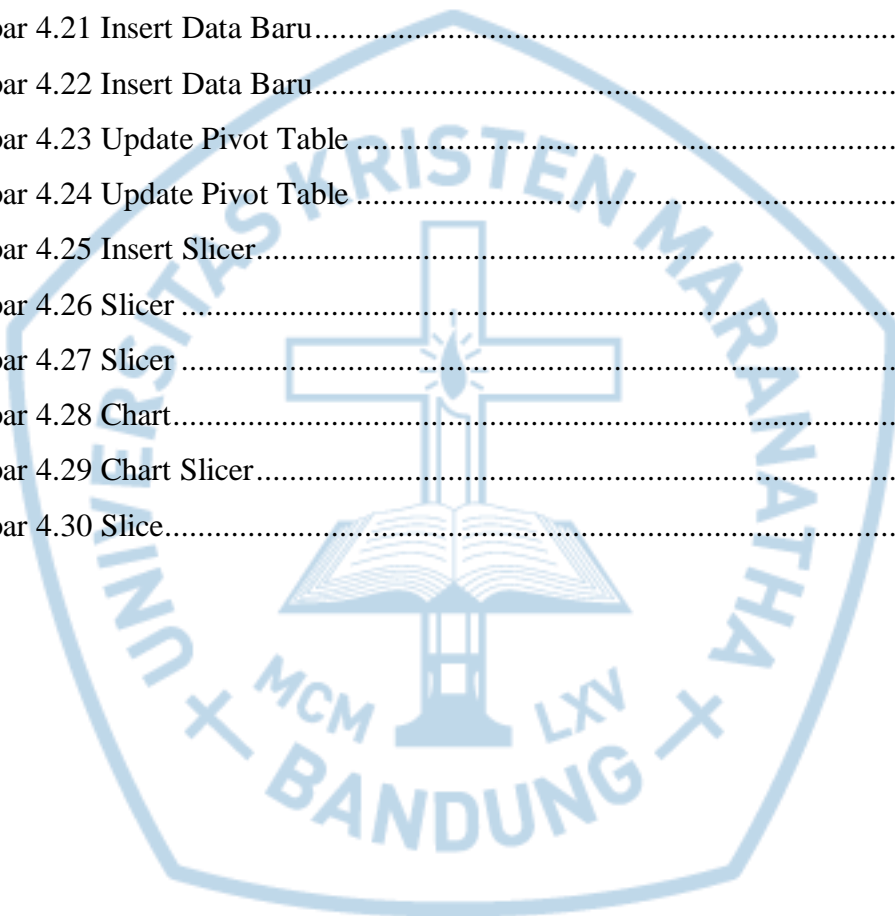 bar 4.21 Insert Data Baru
bar 4.22 Insert Data Baru
bar 4.23 Update Pivot Table
bar 4.24 Update Pivot Table
bar 4.25 Insert Slicer
bar 4.26 Slicer
bar 4.27 Slicer
bar 4.28 Chart
bar 4.29 Chart Slicer
bar 4.30 Slice
UNIVERSITAS KRISTEN MARANATHA
MCM LXV
BANDUNG